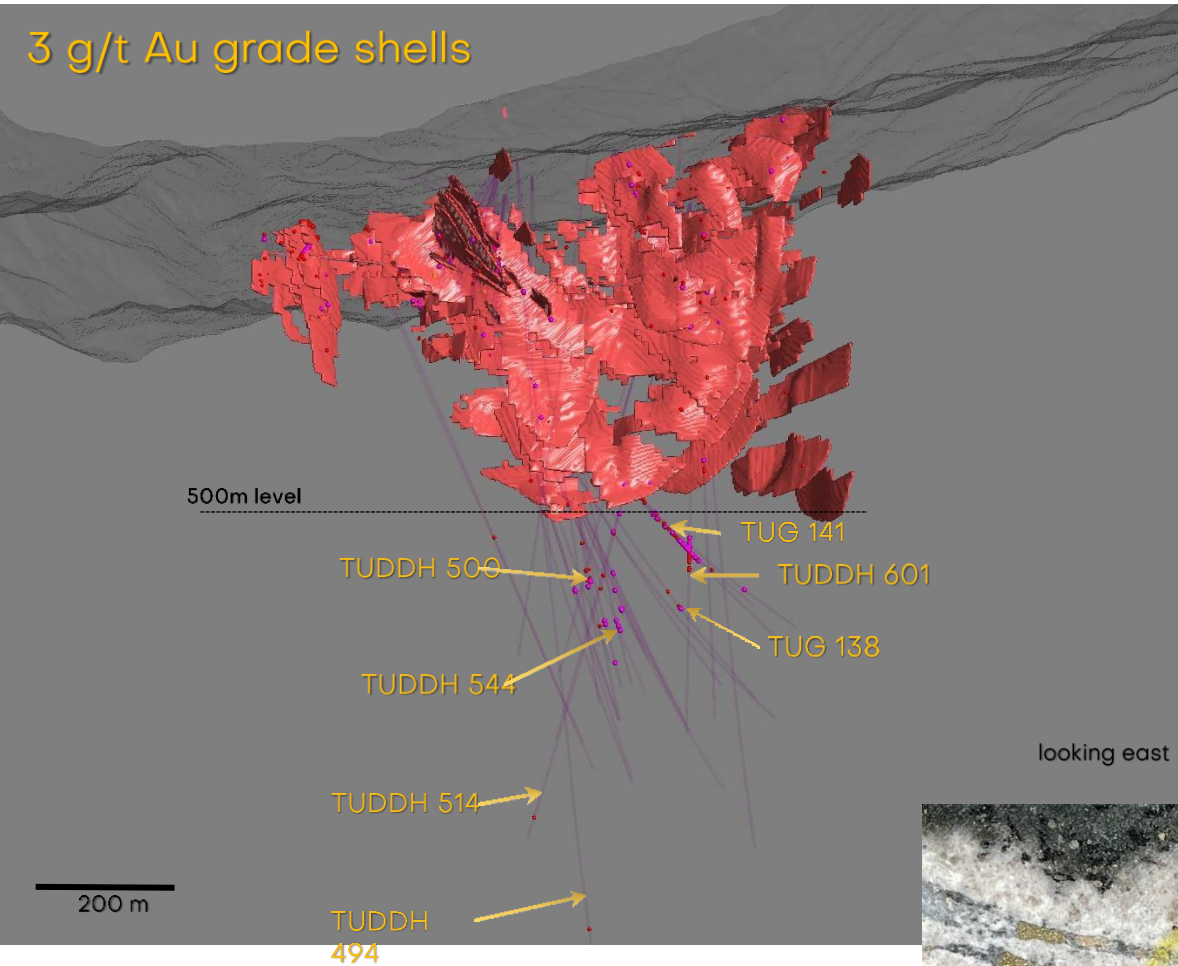 3 g/t Au grade shells
500m level
TUG 141
TUDDH 500
TUDDH 601
TUG 138
TUDDH 544
looking east
TUDDH 514
200 m
TUDDH
494